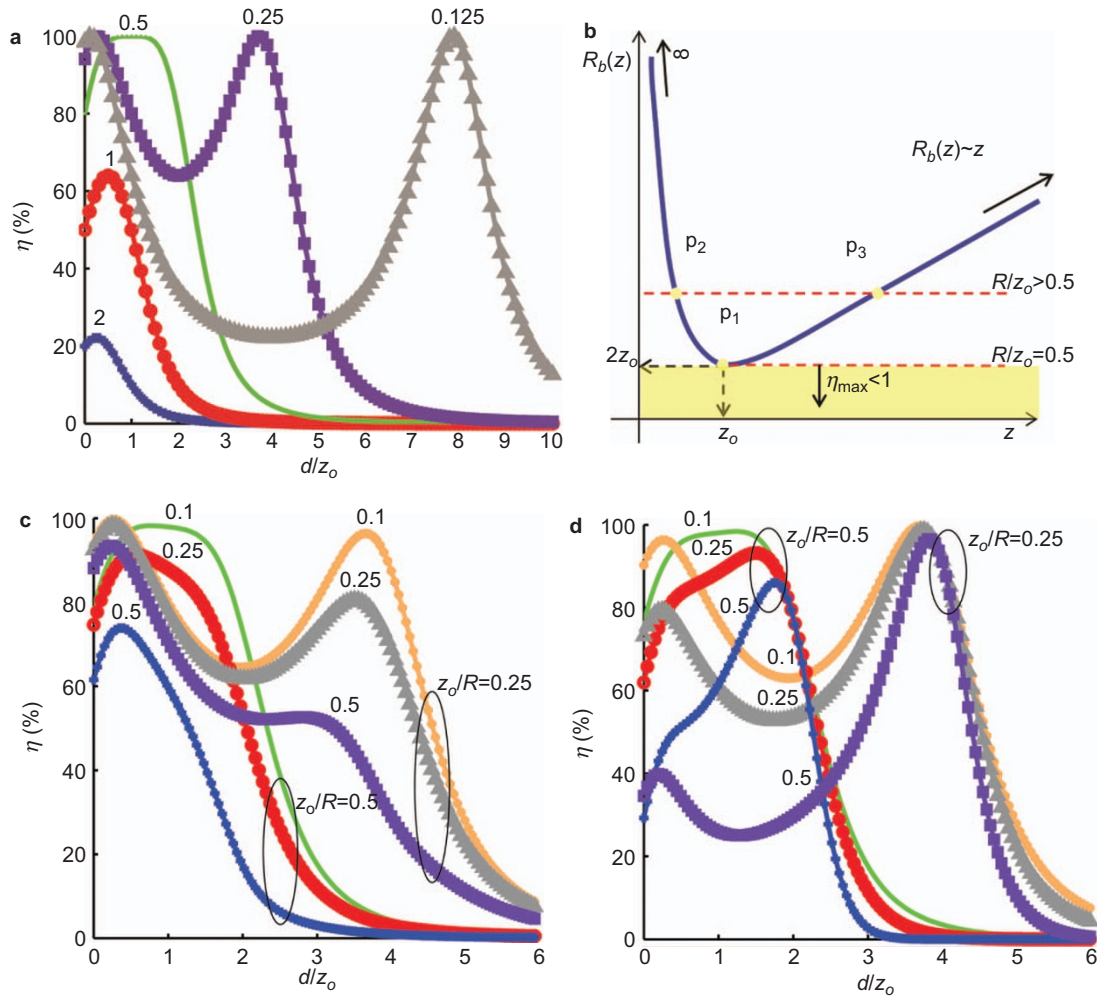 a
0.5
0.25
0.125
1
2
100
80
60
40
20
0
η (%)
0 1 2 3 4 5 6 7 8 9 10
d/zo
b
Rb(z)
∞
Rb(z)~z
p2
p3
p1
R/zo>0.5
R/zo=0.5
2zo
ηmax<1
zo
z
c
0.1
0.25
0.5
0.1
0.25
0.5
zo/R=0.25
zo/R=0.5
100
80
60
40
20
0
η (%)
0 1 2 3 4 5 6
d/zo
d
0.1
0.25
0.5
zo/R=0.5
zo/R=0.25
0.1
0.25
0.5
100
80
60
40
20
0
η (%)
0 1 2 3 4 5 6
d/zo